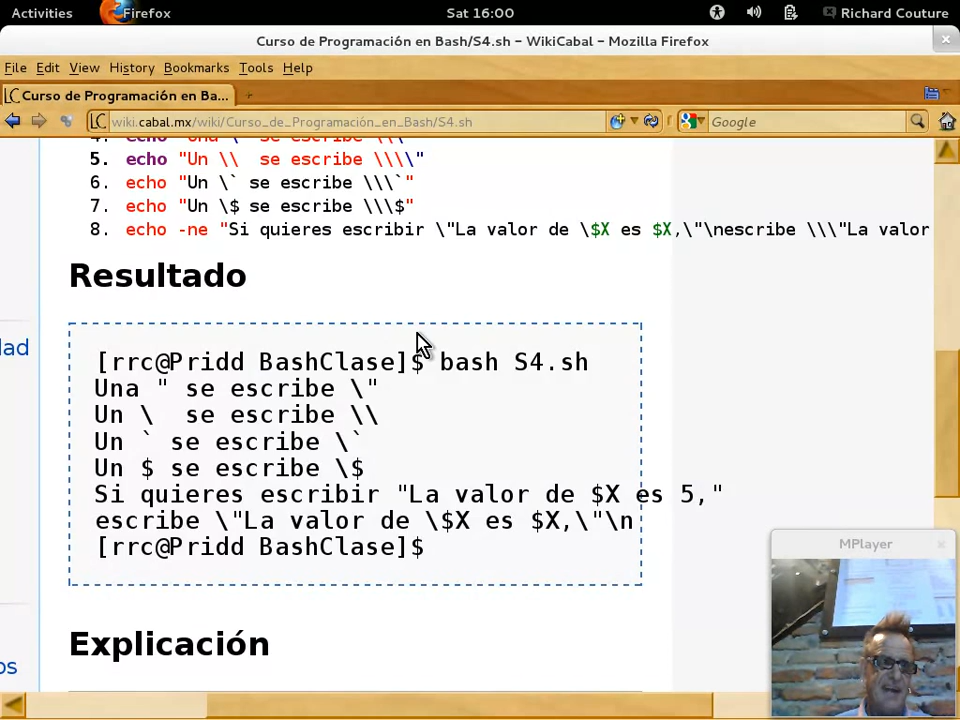 Activities Firefox Sat 16:00 Richard Couture
Curso de Programación en Bash/S4.sh – WikiCabal – Mozilla Firefox
File Edit View History Bookmarks Tools Help
Curso de Programación en Ba...
wiki.cabal.mx/wiki/Curso_de_Programación_en_Bash/S4.sh Google
5. echo "Un \\  se escribe \\\\"
6. echo "Un \` se escribe \\\`"
7. echo "Un \$ se escribe \\\$"
8. echo -ne "Si quieres escribir \"La valor de \$X es $X,\"\nescribe \\\"La valor
Resultado
dad
[rrc@Pridd BashClase]$ bash S4.sh
Una " se escribe \"
Un \  se escribe \\
Un ` se escribe \`
Un $ se escribe \$
Si quieres escribir "La valor de $X es 5,"
escribe \"La valor de \$X es $X,\"\n
[rrc@Pridd BashClase]$
MPlayer
Explicación
os